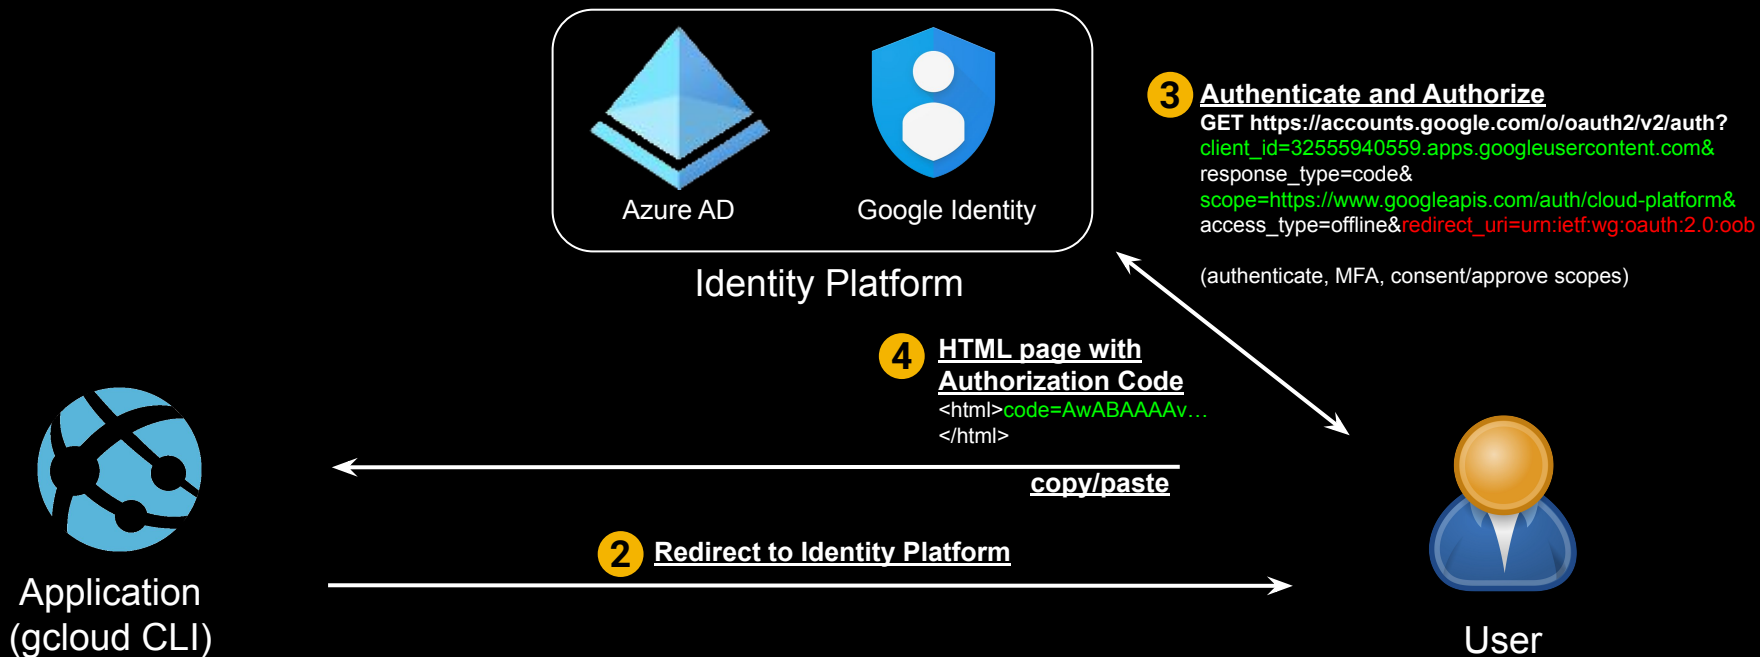 3 Authenticate and Authorize
GET https://accounts.google.com/o/oauth2/v2/auth?
client_id=32555940559.apps.googleusercontent.com&
response_type=code&
scope=https://www.googleapis.com/auth/cloud-platform&
access_type=offline&redirect_uri=urn:ietf:wg:oauth:2.0:oob
(authenticate, MFA, consent/approve scopes)
Azure AD
Google Identity
Identity Platform
4 HTML page with
Authorization Code
<html>code=AwABAAAAv…
</html>
copy/paste
2 Redirect to Identity Platform
Application
(gcloud CLI)
User